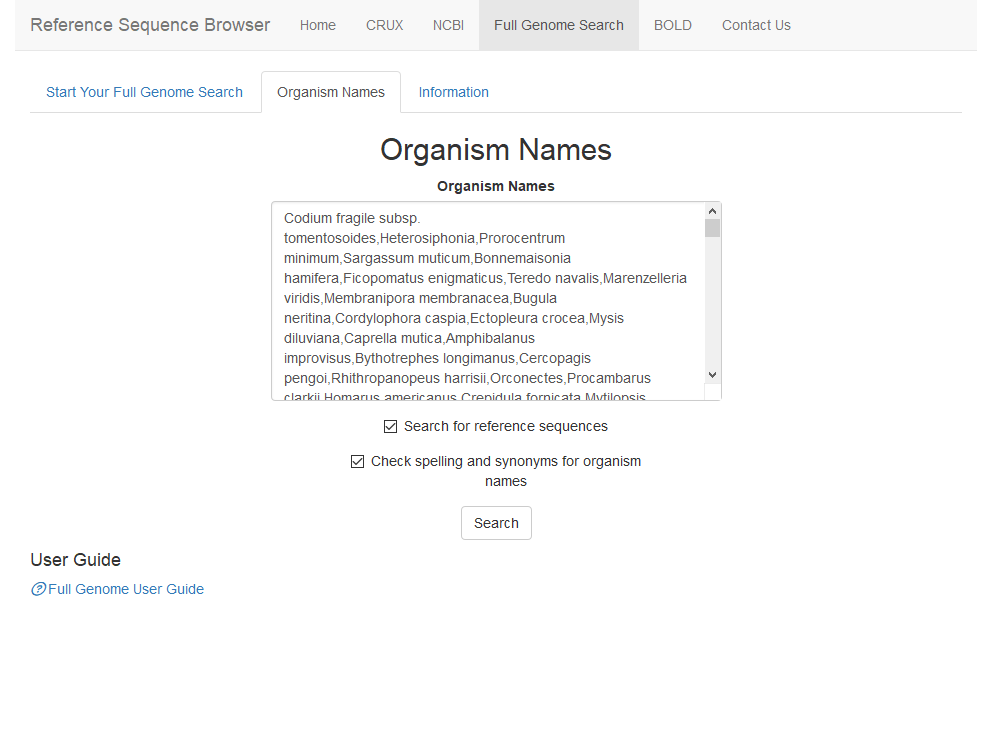 Reference Sequence Browser Home CRUX NCBI Full Genome Search BOLD Contact Us
Start Your Full Genome Search Organism Names Information
Organism Names
Organism Names
Codium fragile subsp.
tomentosoides,Heterosiphonia,Prorocentrum
minimum,Sargassum muticum,Bonnemaisonia
hamifera,Ficopomatus enigmaticus,Teredo navalis,Marenzelleria
viridis,Membranipora membranacea,Bugula
neritina,Cordylophora caspia,Ectopleura crocea,Mysis
diluviana,Caprella mutica,Amphibalanus
improvisus,Bythotrephes longimanus,Cercopagis
pengoi,Rhithropanopeus harrisii,Orconectes,Procambarus
clarkii,Homarus americanus,Crepidula fornicata,Mytilopsis
Search for reference sequences
Check spelling and synonyms for organism
names
Search
User Guide
Full Genome User Guide